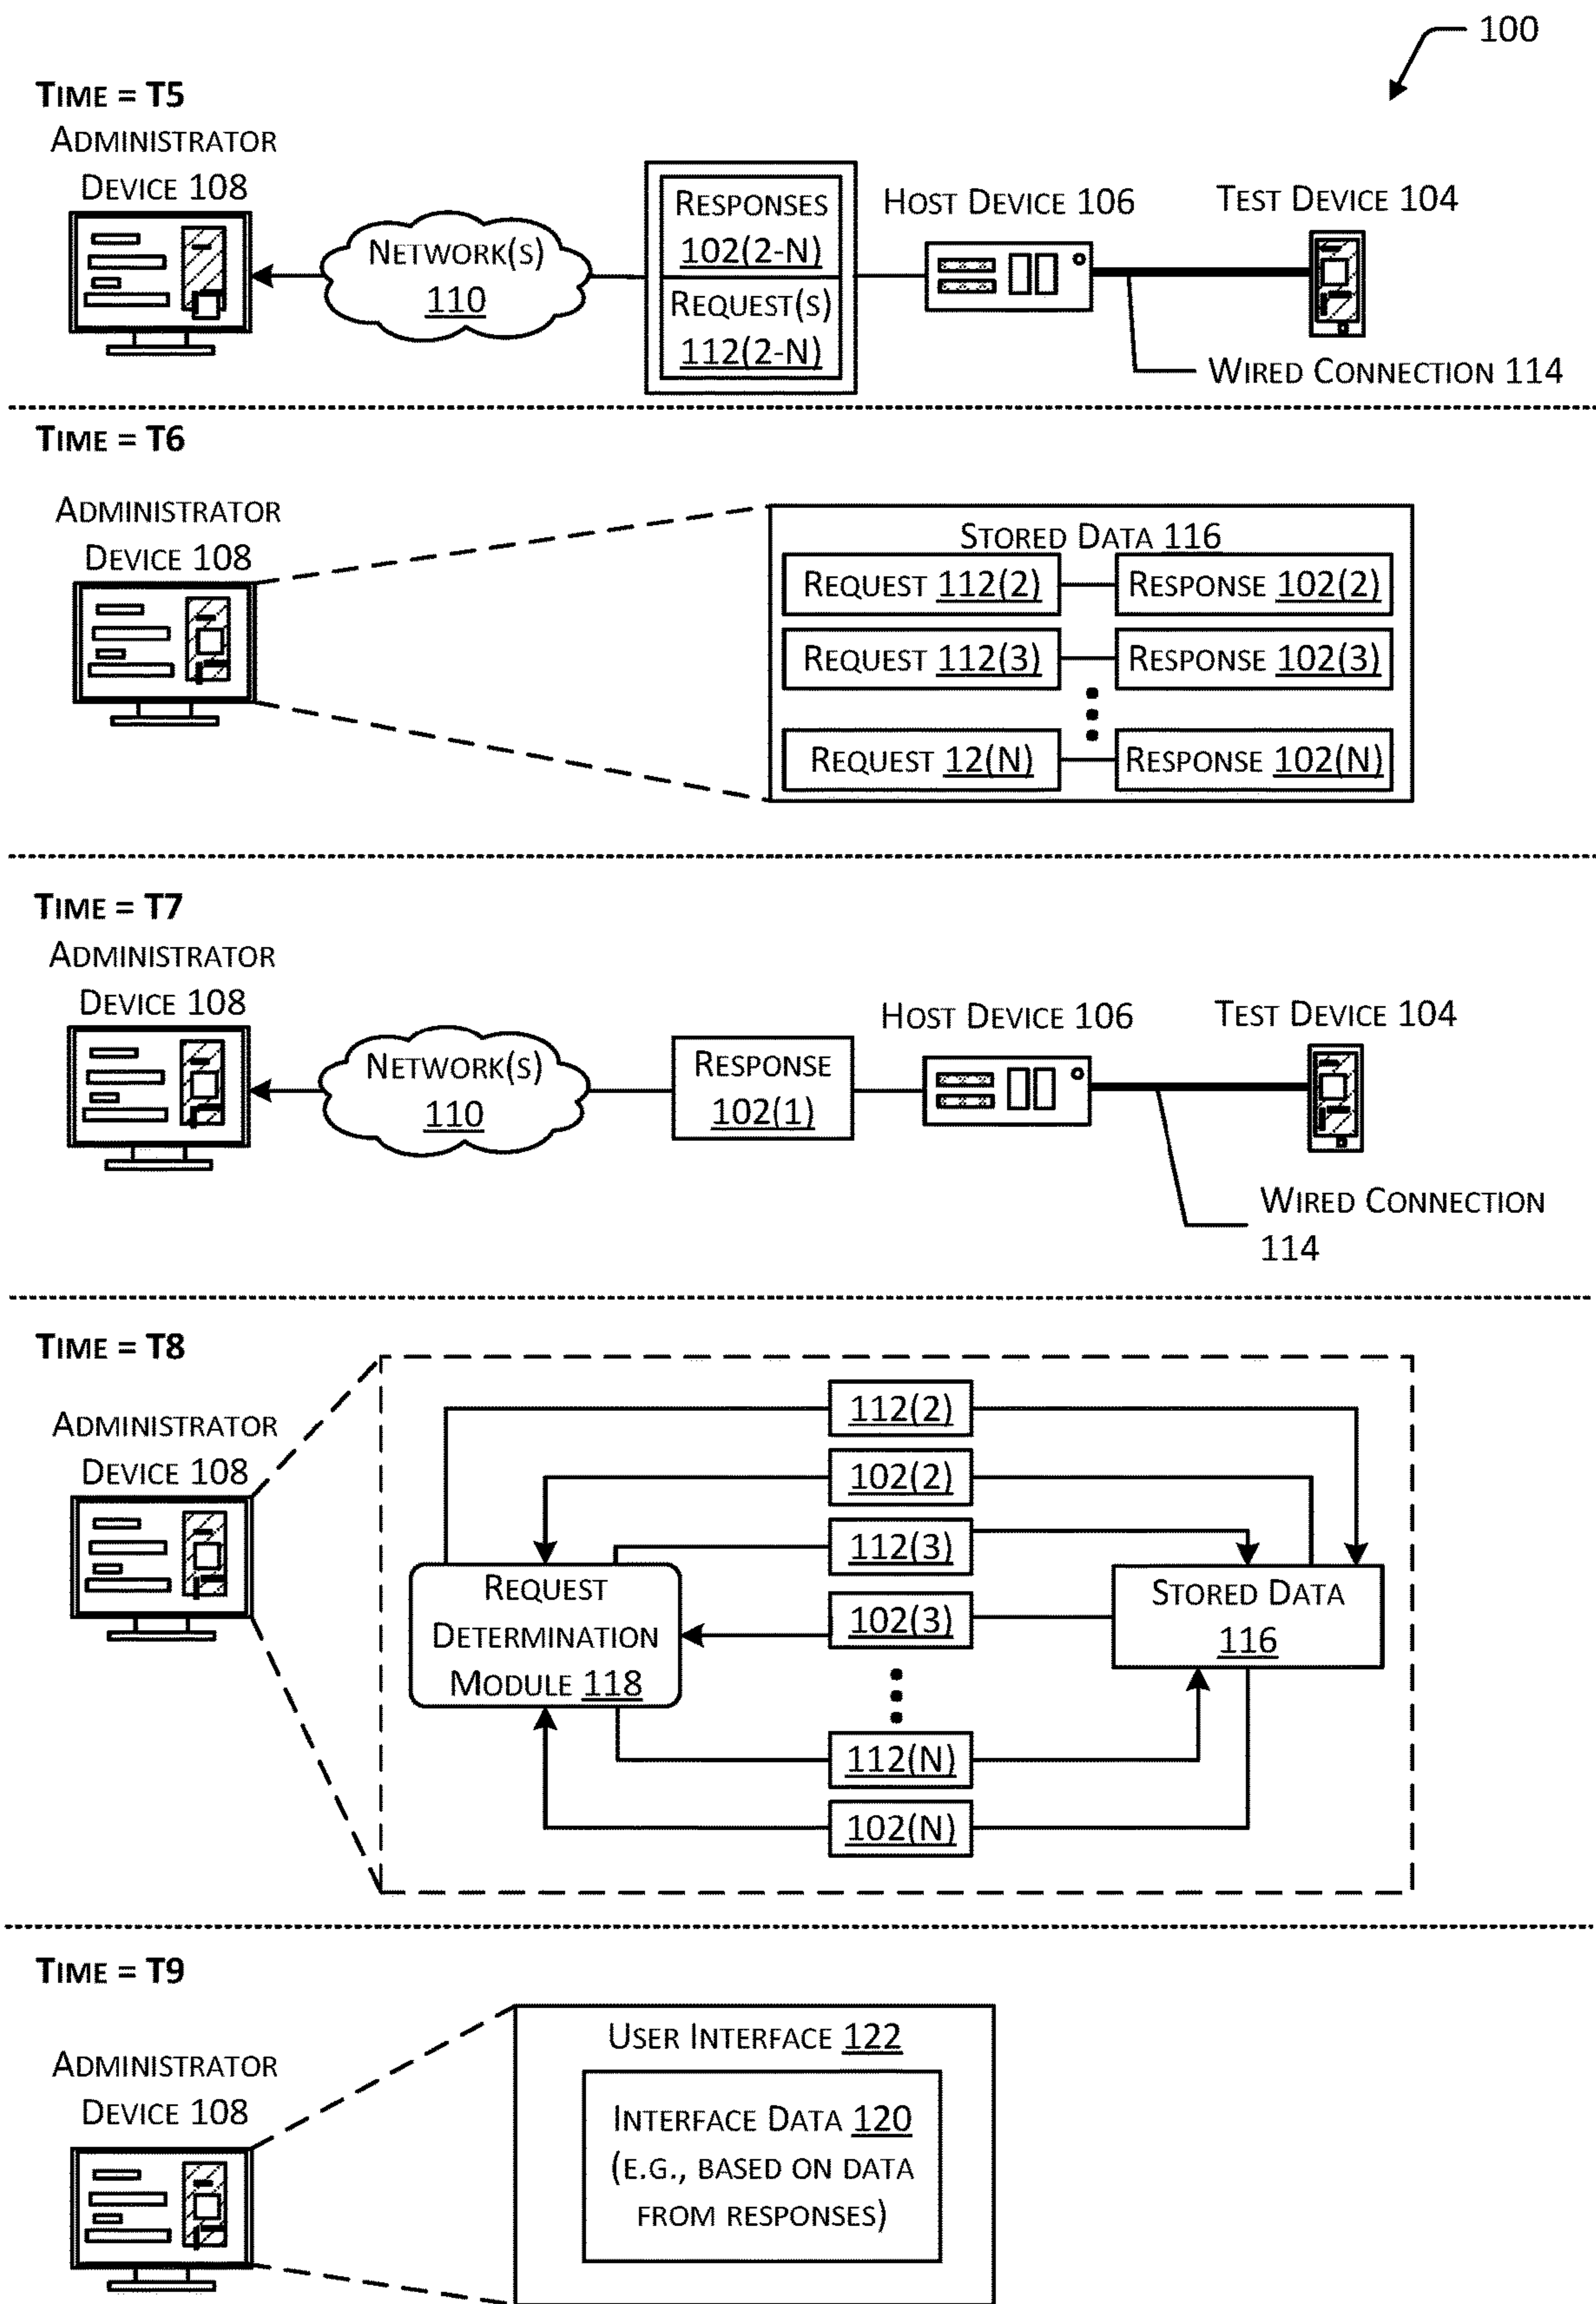 100
TIME = T5
ADMINISTRATOR
DEVICE 108
NETWORK(S)
110
RESPONSES
102(2-N)
REQUEST(S)
112(2-N)
HOST DEVICE 106
TEST DEVICE 104
WIRED CONNECTION 114
TIME = T6
ADMINISTRATOR
DEVICE 108
STORED DATA 116
REQUEST 112(2)
RESPONSE 102(2)
REQUEST 112(3)
RESPONSE 102(3)
REQUEST 12(N)
RESPONSE 102(N)
TIME = T7
ADMINISTRATOR
DEVICE 108
NETWORK(S)
110
RESPONSE
102(1)
HOST DEVICE 106
TEST DEVICE 104
WIRED CONNECTION
114
TIME = T8
ADMINISTRATOR
DEVICE 108
112(2)
102(2)
112(3)
102(3)
112(N)
102(N)
REQUEST
DETERMINATION
MODULE 118
STORED DATA
116
TIME = T9
ADMINISTRATOR
DEVICE 108
USER INTERFACE 122
INTERFACE DATA 120
(E.G., BASED ON DATA
FROM RESPONSES)